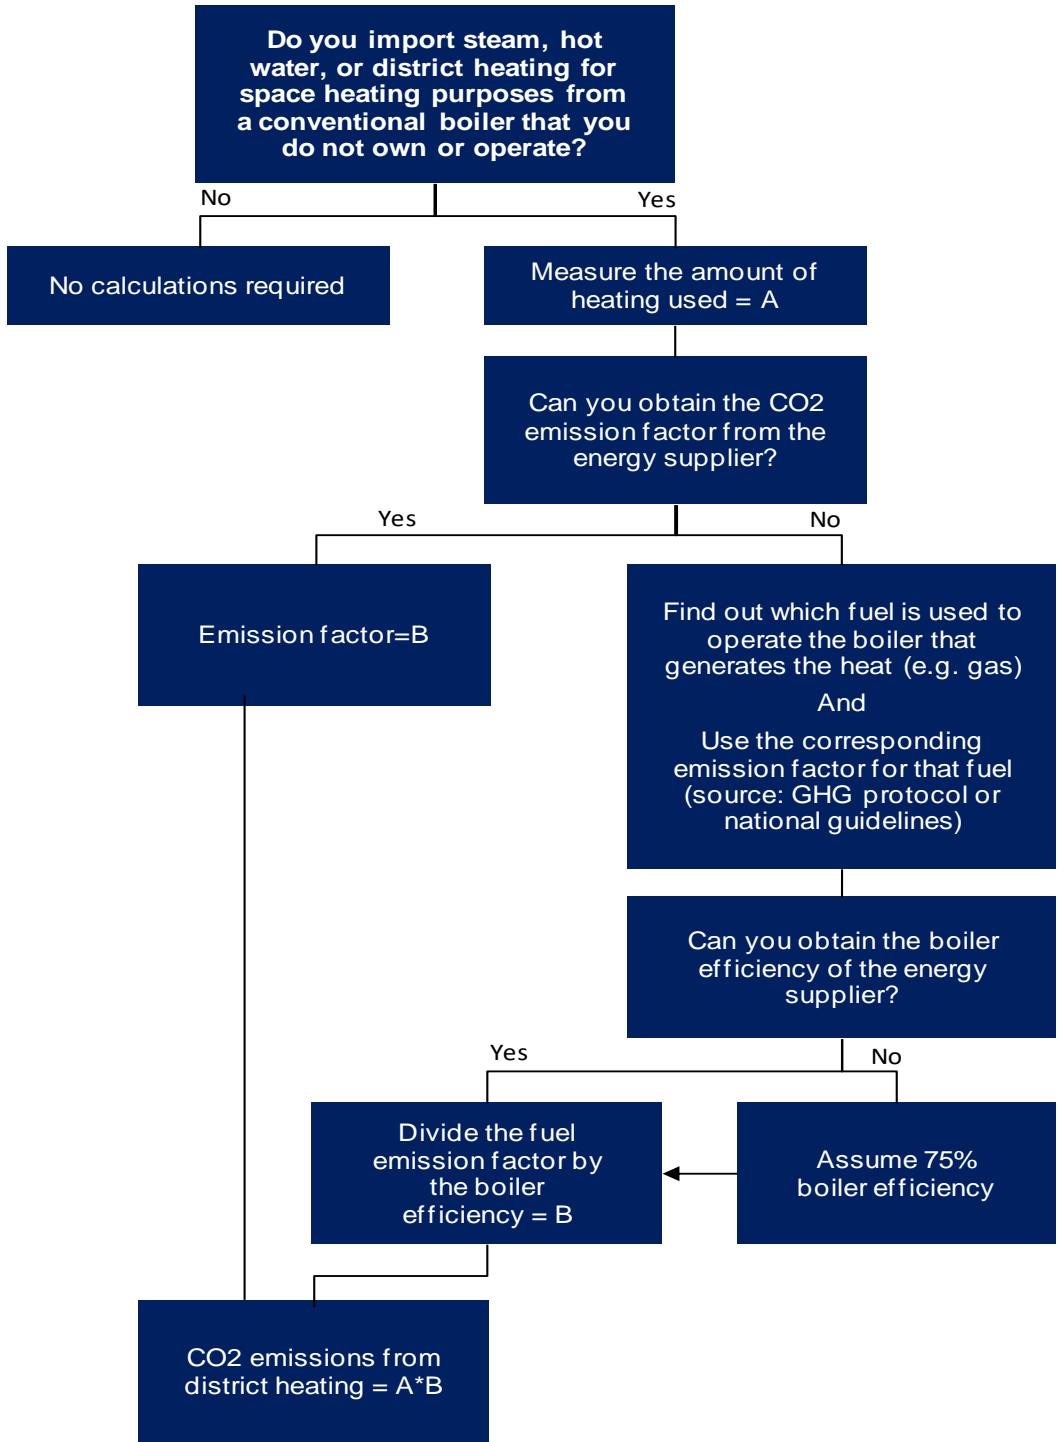 Do you import steam, hot
water, or district heating for
space heating purposes from
a conventional boiler that you
do not own or operate?
No
Yes
No calculations required
Measure the amount of
heating used = A
Can you obtain the CO2
emission factor from the
energy supplier?
Yes
No
Emission factor=B
Find out which fuel is used to
operate the boiler that
generates the heat (e.g. gas)
And
Use the corresponding
emission factor for that fuel
(source: GHG protocol or
national guidelines)
Can you obtain the boiler
efficiency of the energy
supplier?
Yes
No
Divide the fuel
emission factor by
the boiler
efficiency = B
Assume 75%
boiler efficiency
CO2 emissions from
district heating = A*B